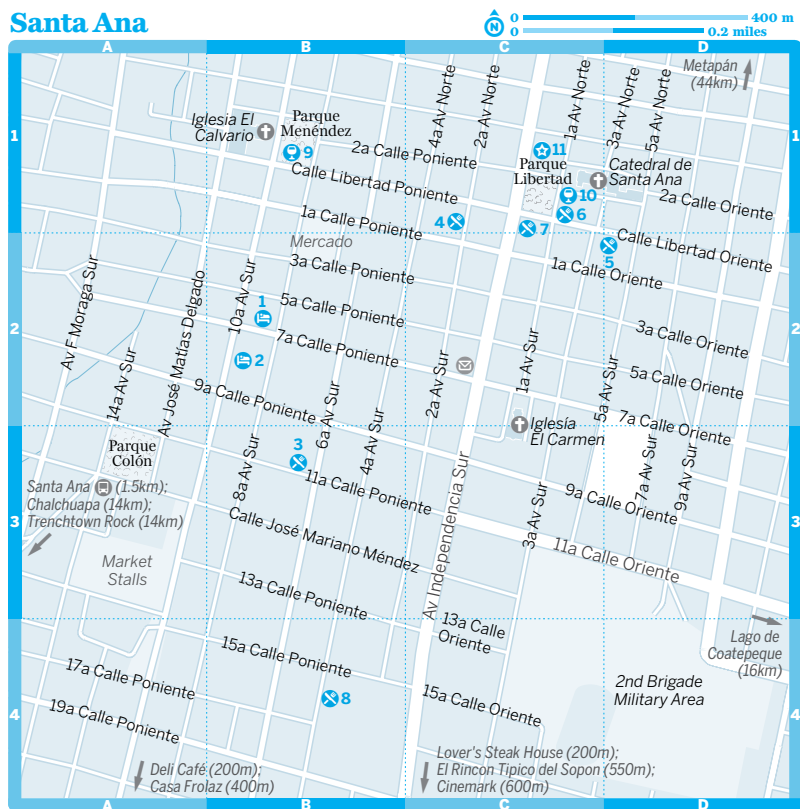 Santa Ana
N
0 400 m
0 0.2 miles
A B C D
Metapán
(44km)
1 1
4a Av Norte
2a Av Norte
1a Av Norte
3a Av Norte
5a Av Norte
Iglesia El
Calvario
Parque
Menéndez
9
2a Calle Poniente
11
Parque
Libertad
Catedral de
Santa Ana
Calle Libertad Poniente
10
6
2a Calle Oriente
1a Calle Poniente
4
7
Mercado
5
Calle Libertad Oriente
3a Calle Poniente
1a Calle Oriente
Av F Moraga Sur
Av José Matías Delgado
10a Av Sur
1
5a Calle Poniente
2 2
7a Calle Poniente
3a Calle Oriente
2
14a Av Sur
9a Calle Poniente
2a Av Sur
1a Av Sur
5a Av Sur
5a Calle Oriente
6a Av Sur
4a Av Sur
7a Calle Oriente
Iglesia
El Carmen
Parque
Colón
8a Av Sur
3
7a Av Sur
9a Av Sur
11a Calle Poniente
Santa Ana (1.5km);
Chalchuapa (14km);
Trenchtown Rock (14km)
9a Calle Oriente
3a Av Sur
3 3
Calle José Mariano Méndez
Av Independencia Sur
11a Calle Oriente
Market
Stalls
13a Calle Poniente
13a Calle
Oriente
Lago de
Coatepeque
(16km)
15a Calle Poniente
17a Calle Poniente
2nd Brigade
Military Area
8
15a Calle Oriente
19a Calle Poniente
4 4
Deli Café (200m);
Casa Frolaz (400m)
Lover's Steak House (200m);
El Rincon Tipico del Sopon (550m);
Cinemark (600m)
A B C D